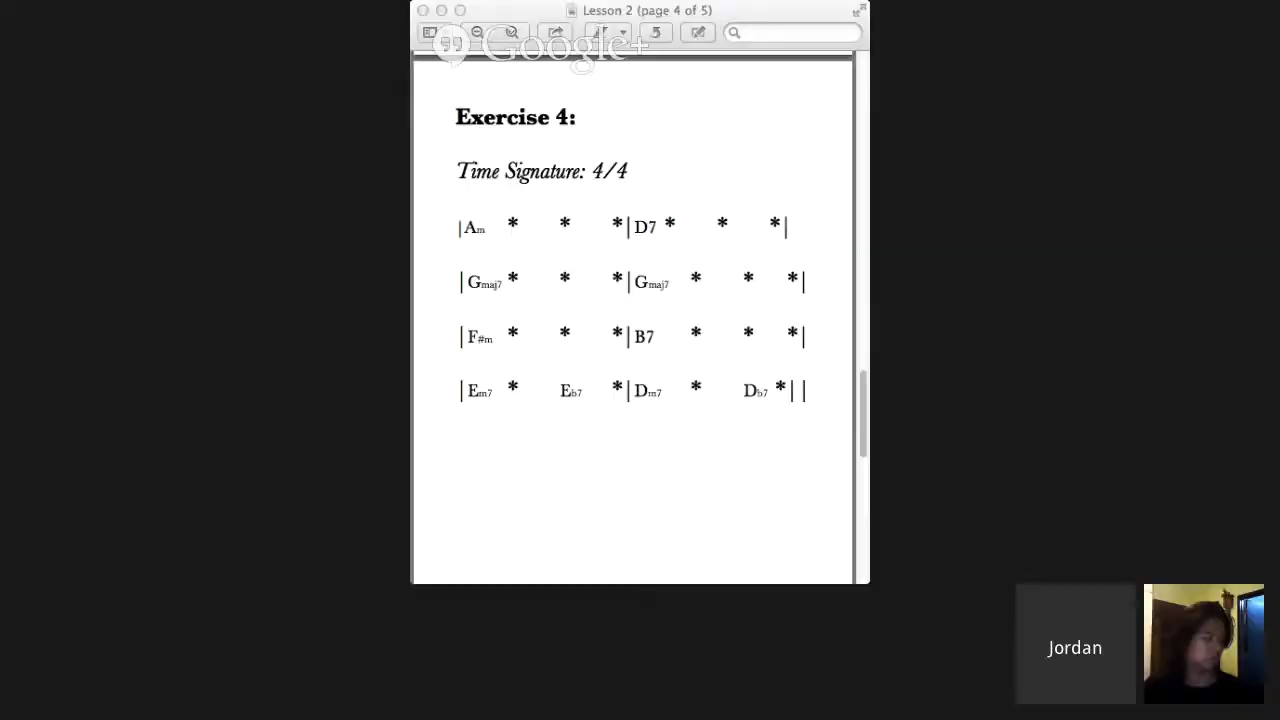 Lesson 2 (page 4 of 5)
Google+
Exercise 4:
Time Signature: 4/4
|Am * * *|D7 * * *|
|Gmaj7 * * *|Gmaj7 * * *|
|F#m * * *|B7 * * *|
|Em7 * Eb7 *|Dm7 * Db7 *||
Jordan